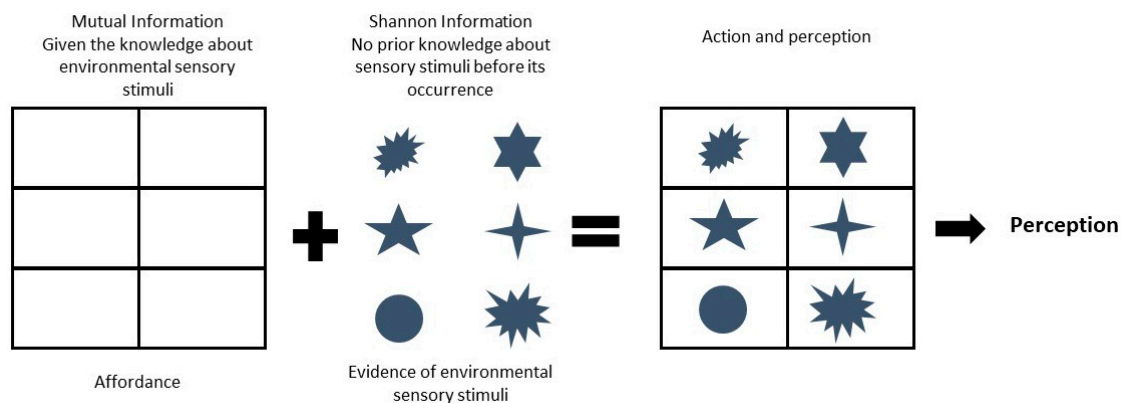 Mutual Information
Given the knowledge about
environmental sensory
stimuli
Shannon Information
No prior knowledge about
sensory stimuli before its
occurrence
Action and perception
Perception
Affordance
Evidence of environmental
sensory stimuli